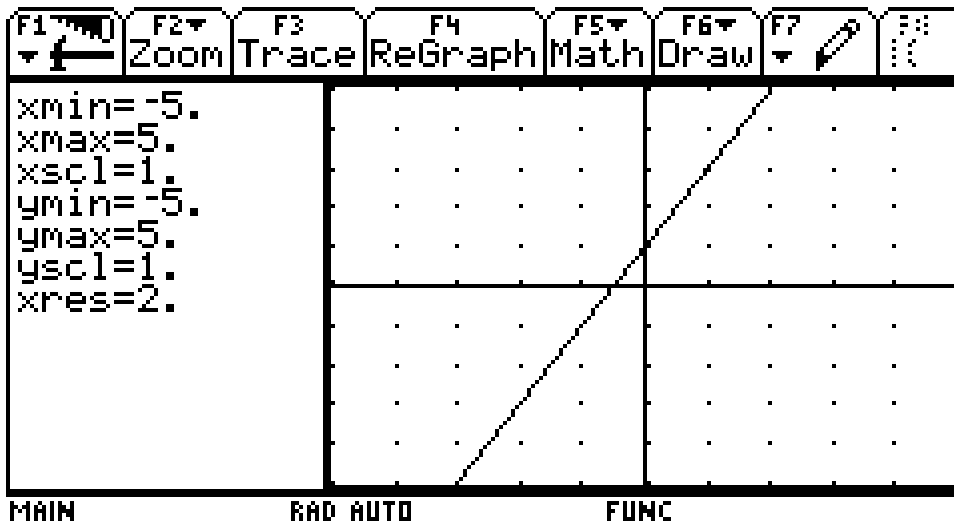 F1 F2 F3 F4 F5 F6 F7
Zoom Trace ReGraph Math Draw
xmin=-5.
xmax=5.
xscl=1.
ymin=-5.
ymax=5.
yscl=1.
xres=2.
MAIN RAD AUTO FUNC